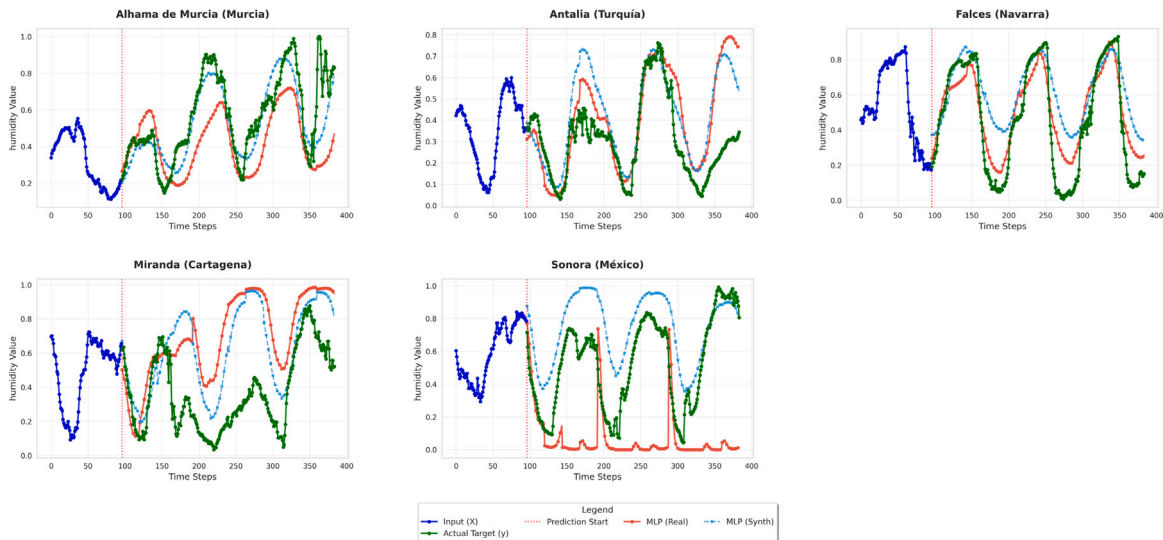 Alhama de Murcia (Murcia)
humidity Value
1.0
0.8
0.6
0.4
0.2
0 50 100 150 200 250 300 350 400
Time Steps
Antalia (Turquía)
humidity Value
0.8
0.7
0.6
0.5
0.4
0.3
0.2
0.1
0.0
0 50 100 150 200 250 300 350 400
Time Steps
Falces (Navarra)
humidity Value
0.8
0.6
0.4
0.2
0.0
0 50 100 150 200 250 300 350 400
Time Steps
Miranda (Cartagena)
humidity Value
1.0
0.8
0.6
0.4
0.2
0.0
0 50 100 150 200 250 300 350 400
Time Steps
Sonora (México)
humidity Value
1.0
0.8
0.6
0.4
0.2
0.0
0 50 100 150 200 250 300 350 400
Time Steps
Legend
Input (X) Prediction Start MLP (Real) MLP (Synth)
Actual Target (y)